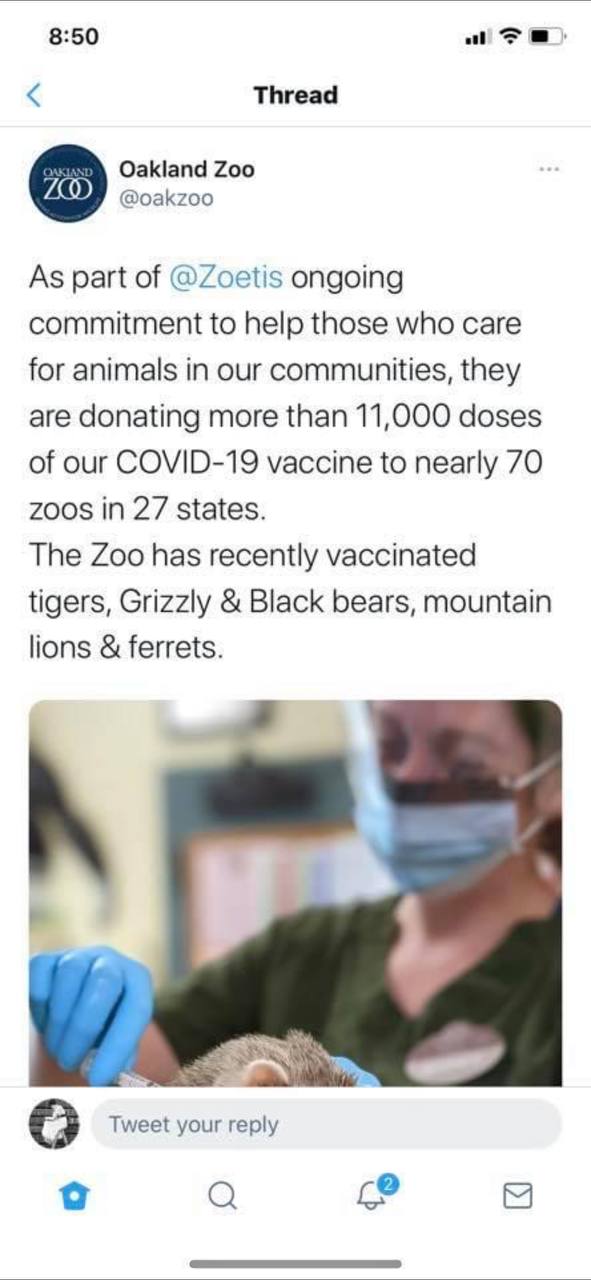 8:50
Thread
OAKLAND
ZOO
Oakland Zoo
@oakzoo
As part of @Zoetis ongoing
commitment to help those who care
for animals in our communities, they
are donating more than 11,000 doses
of our COVID-19 vaccine to nearly 70
zoos in 27 states.
The Zoo has recently vaccinated
tigers, Grizzly & Black bears, mountain
lions & ferrets.
Tweet your reply
2